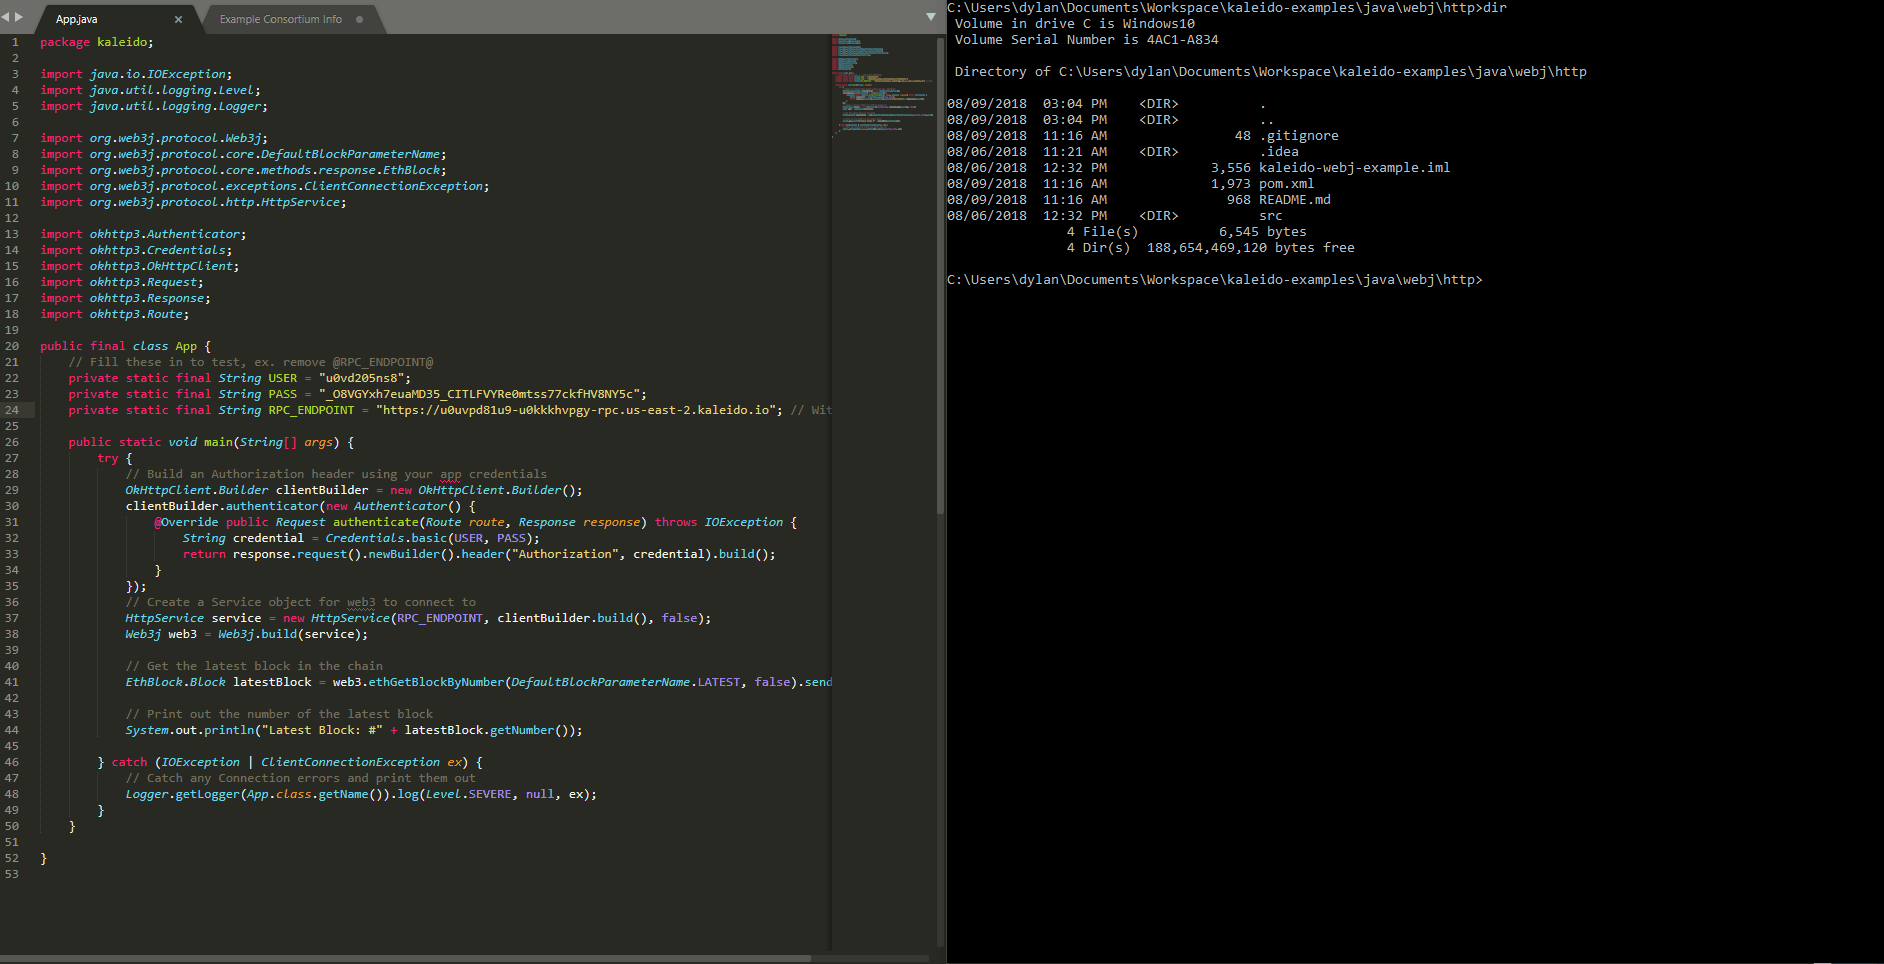 App.java
Example Consortium Info
1 package kaleido;
2
3 import java.io.IOException;
4 import java.util.logging.Level;
5 import java.util.logging.Logger;
6
7 import org.web3j.protocol.Web3j;
8 import org.web3j.protocol.core.DefaultBlockParameterName;
9 import org.web3j.protocol.core.methods.response.EthBlock;
10 import org.web3j.protocol.exceptions.ClientConnectionException;
11 import org.web3j.protocol.http.HttpService;
12
13 import okhttp3.Authenticator;
14 import okhttp3.Credentials;
15 import okhttp3.OkHttpClient;
16 import okhttp3.Request;
17 import okhttp3.Response;
18 import okhttp3.Route;
19
20 public final class App {
21 // Fill these in to test, ex. remove @RPC_ENDPOINT@
22 private static final String USER = "u0vd205ns8";
23 private static final String PASS = "_O8VGYxh7euaMD35_CITLFVYRe0mtss77ckfHV8NY5c";
24 private static final String RPC_ENDPOINT = "https://u0uvpd81u9-u0kkkhvpgy-rpc.us-east-2.kaleido.io"; // Wit
25
26 public static void main(String[] args) {
27 try {
28 // Build an Authorization header using your app credentials
29 OkHttpClient.Builder clientBuilder = new OkHttpClient.Builder();
30 clientBuilder.authenticator(new Authenticator() {
31 @Override public Request authenticate(Route route, Response response) throws IOException {
32 String credential = Credentials.basic(USER, PASS);
33 return response.request().newBuilder().header("Authorization", credential).build();
34 }
35 });
36 // Create a Service object for web3 to connect to
37 HttpService service = new HttpService(RPC_ENDPOINT, clientBuilder.build(), false);
38 Web3j web3 = Web3j.build(service);
39
40 // Get the latest block in the chain
41 EthBlock.Block latestBlock = web3.ethGetBlockByNumber(DefaultBlockParameterName.LATEST, false).send
42
43 // Print out the number of the latest block
44 System.out.println("Latest Block: #" + latestBlock.getNumber());
45
46 } catch (IOException | ClientConnectionException ex) {
47 // Catch any Connection errors and print them out
48 Logger.getLogger(App.class.getName()).log(Level.SEVERE, null, ex);
49 }
50 }
51
52 }
53
C:\Users\dylan\Documents\Workspace\kaleido-examples\java\webj\http>dir
Volume in drive C is Windows10
Volume Serial Number is 4AC1-A834
Directory of C:\Users\dylan\Documents\Workspace\kaleido-examples\java\webj\http
08/09/2018 03:04 PM <DIR> .
08/09/2018 03:04 PM <DIR> ..
08/09/2018 11:16 AM 48 .gitignore
08/06/2018 11:21 AM <DIR> .idea
08/06/2018 12:32 PM 3,556 kaleido-webj-example.iml
08/09/2018 11:16 AM 1,973 pom.xml
08/09/2018 11:16 AM 968 README.md
08/06/2018 12:32 PM <DIR> src
4 File(s) 6,545 bytes
4 Dir(s) 188,654,469,120 bytes free
C:\Users\dylan\Documents\Workspace\kaleido-examples\java\webj\http>